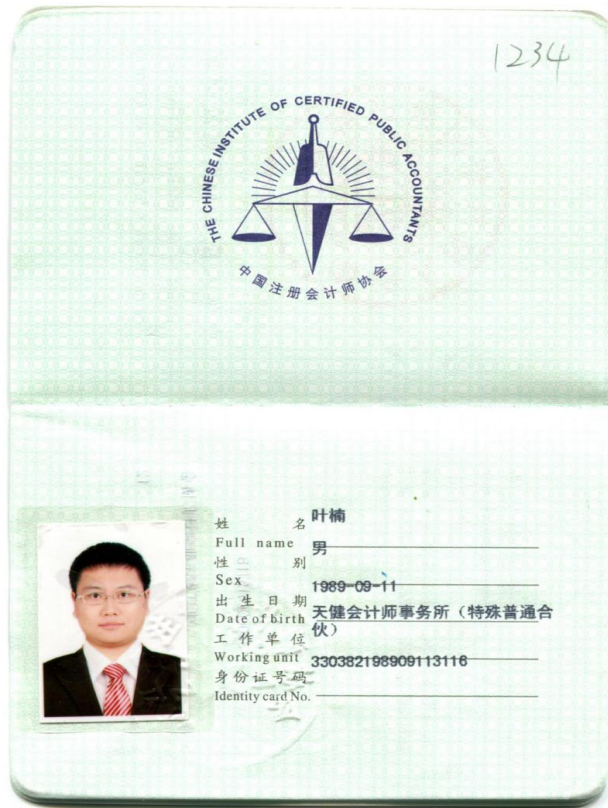 1234
THE CHINESE INSTITUTE OF CERTIFIED PUBLIC ACCOUNTANTS
中国注册会计师协会
姓 名 叶楠
Full name
性 别 男
Sex
出生日期 1989-09-11
Date of birth
工作单位 天健会计师事务所（特殊普通合
伙）
Working unit
身份证号码 330382198909113116
Identity card No.